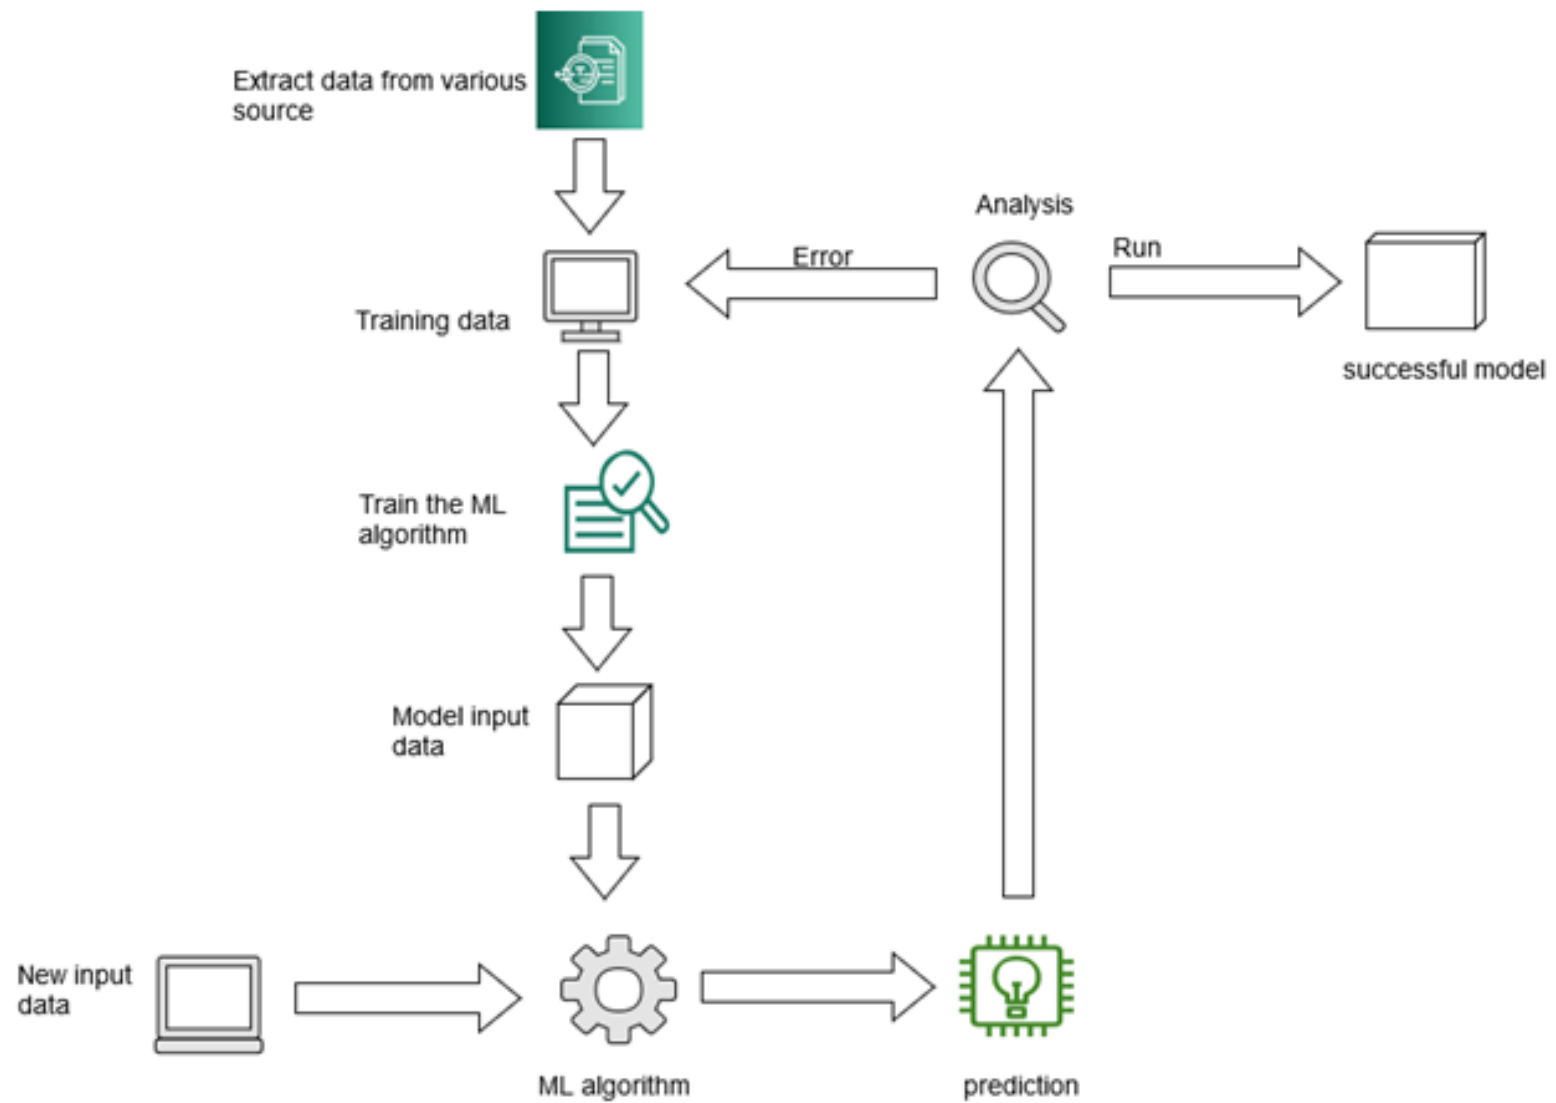 Extract data from various
source
Analysis
Error
Run
Training data
successful model
Train the ML
algorithm
Model input
data
New input
data
ML algorithm
prediction